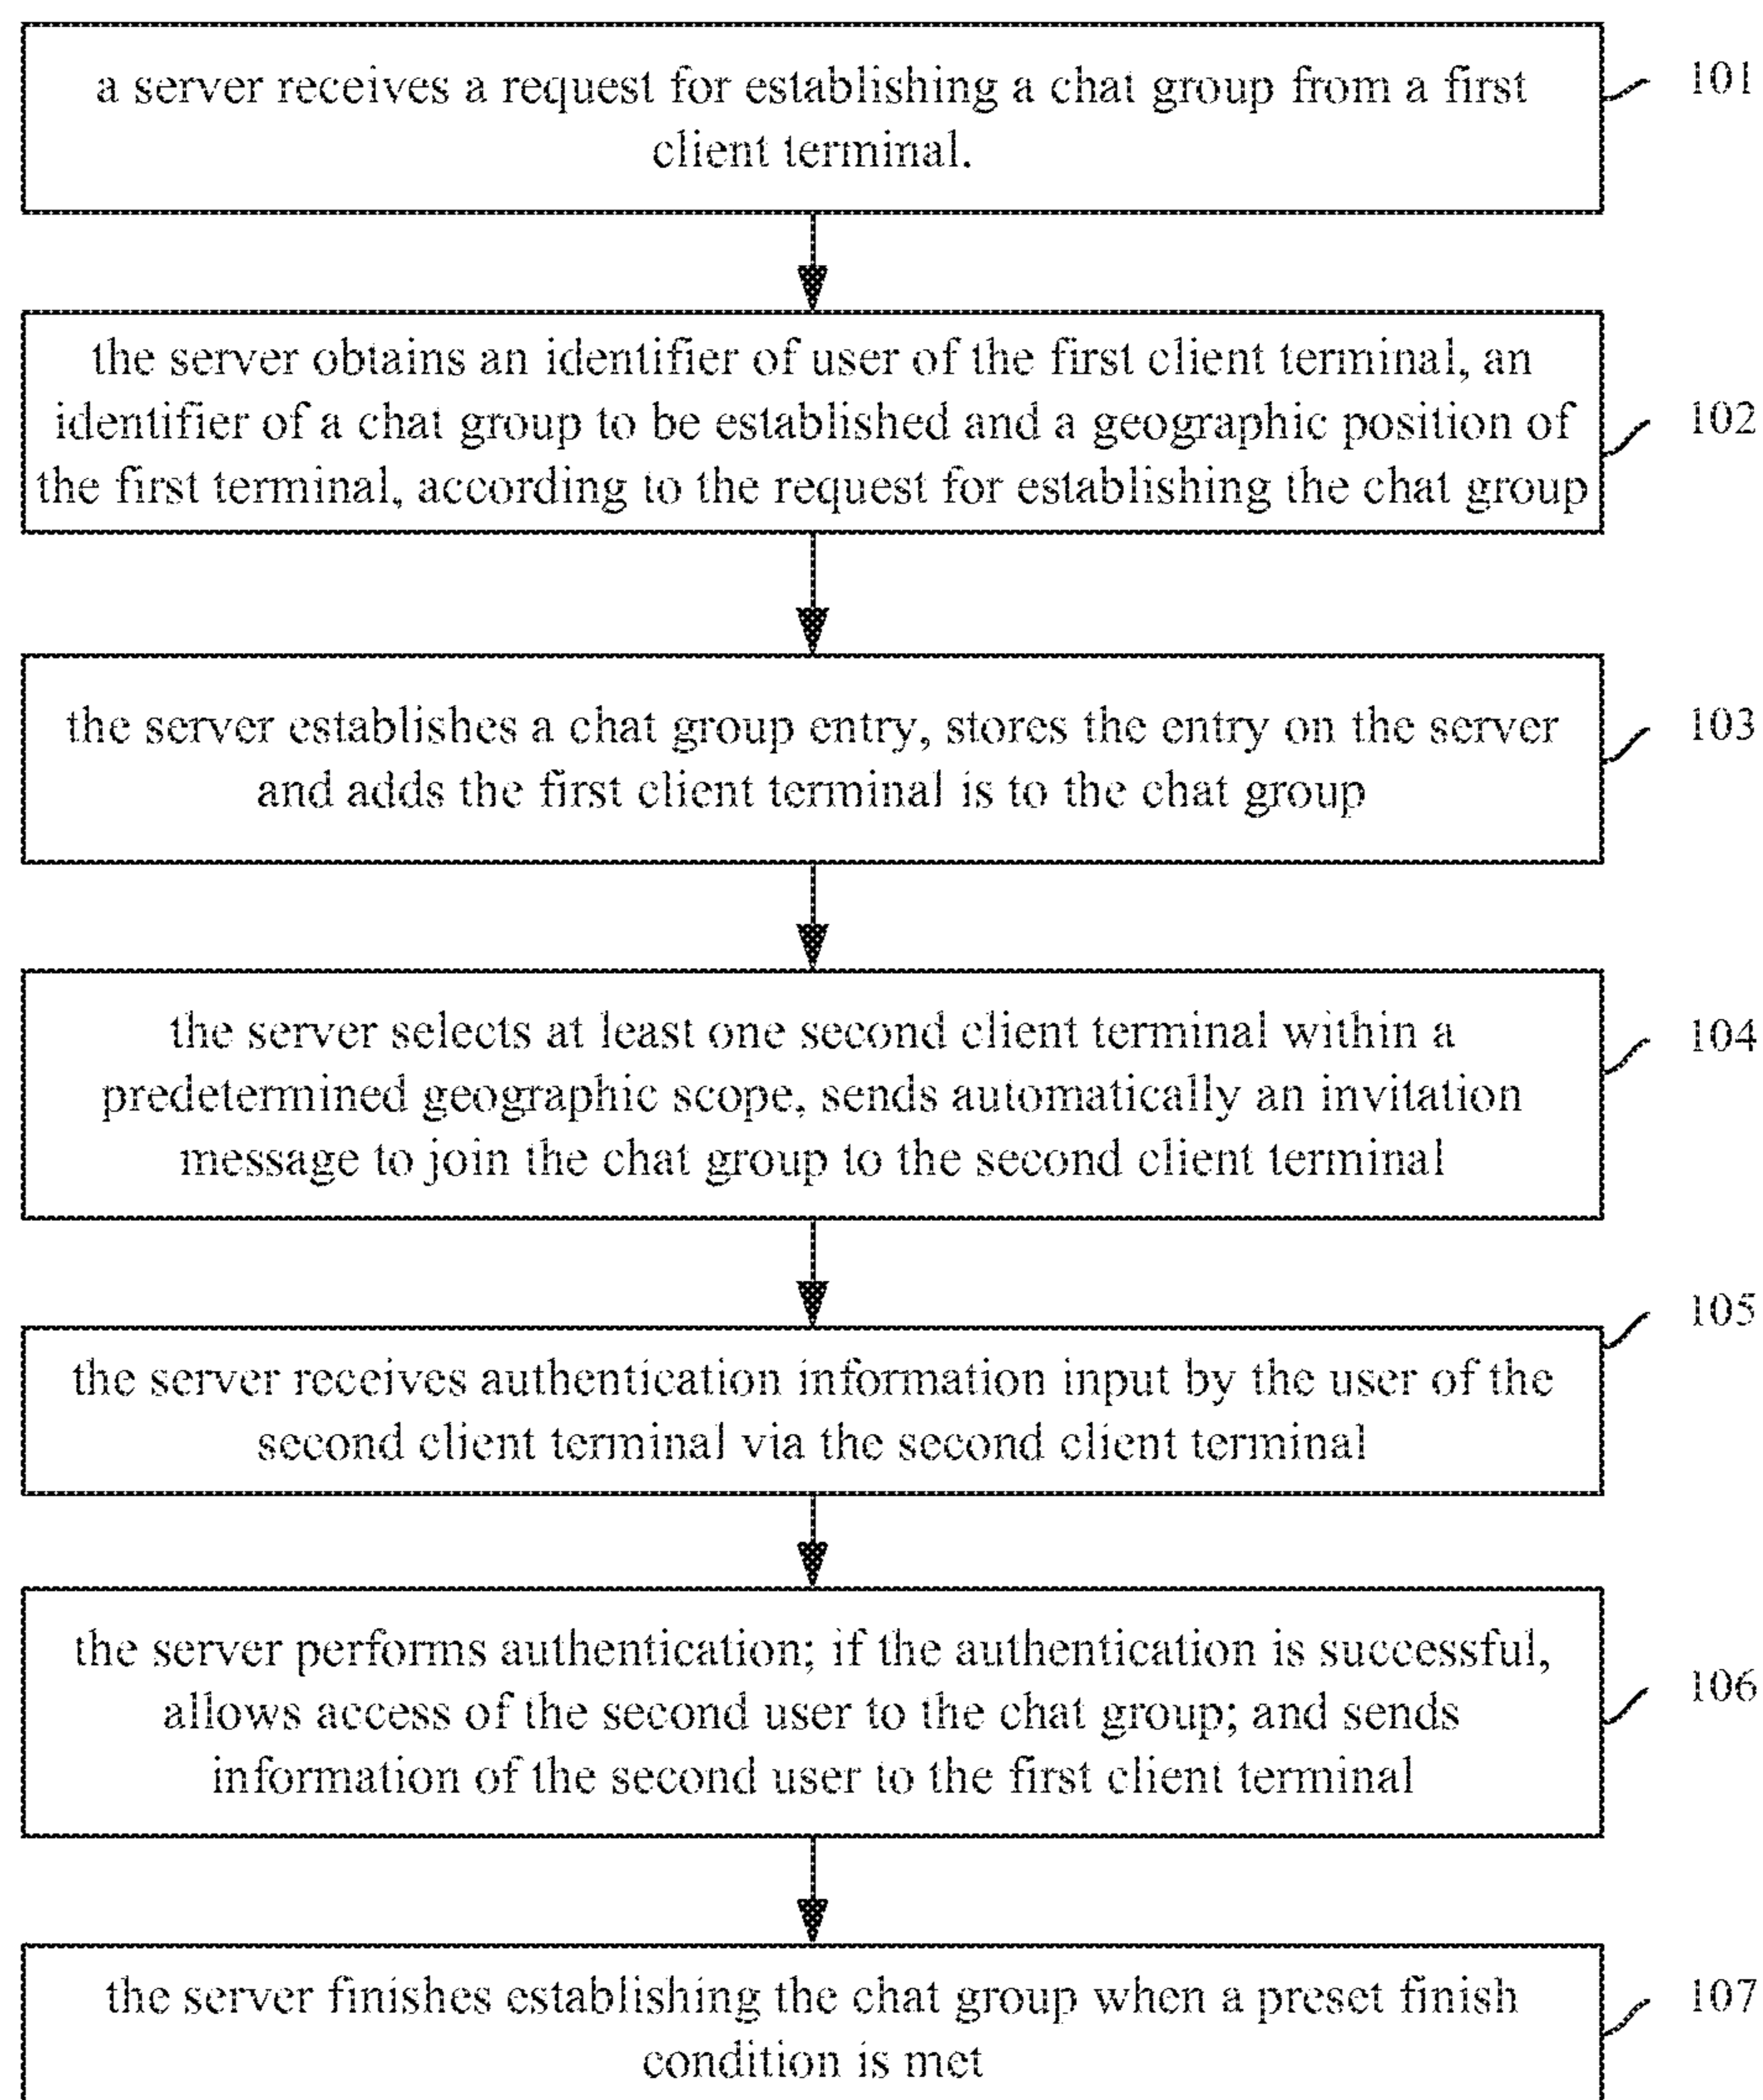 a server receives a request for establishing a chat group from a first
client terminal.
101
the server obtains an identifier of user of the first client terminal, an
identifier of a chat group to be established and a geographic position of
the first terminal, according to the request for establishing the chat group
102
the server establishes a chat group entry, stores the entry on the server
and adds the first client terminal is to the chat group
103
the server selects at least one second client terminal within a
predetermined geographic scope, sends automatically an invitation
message to join the chat group to the second client terminal
104
the server receives authentication information input by the user of the
second client terminal via the second client terminal
105
the server performs authentication; if the authentication is successful,
allows access of the second user to the chat group; and sends
information of the second user to the first client terminal
106
the server finishes establishing the chat group when a preset finish
condition is met
107